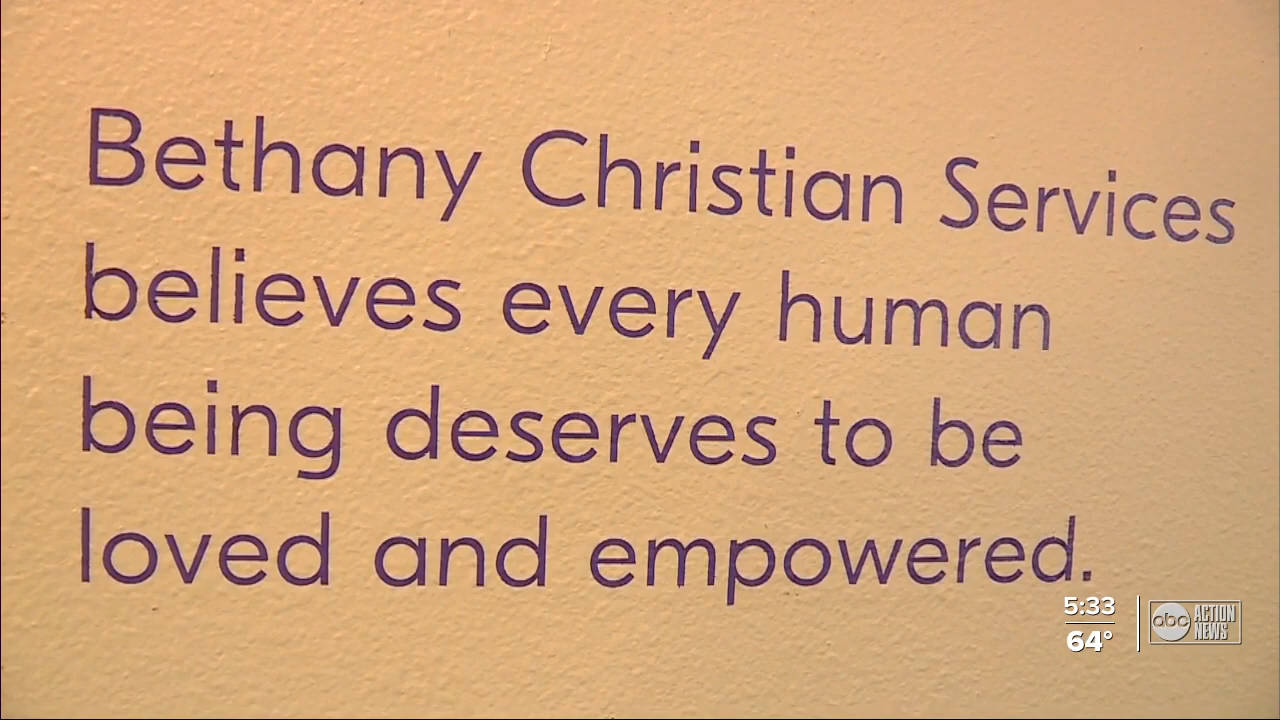 Bethany Christian Services
believes every human
being deserves to be
loved and empowered.
5:33
64°
abc
ACTION
NEWS